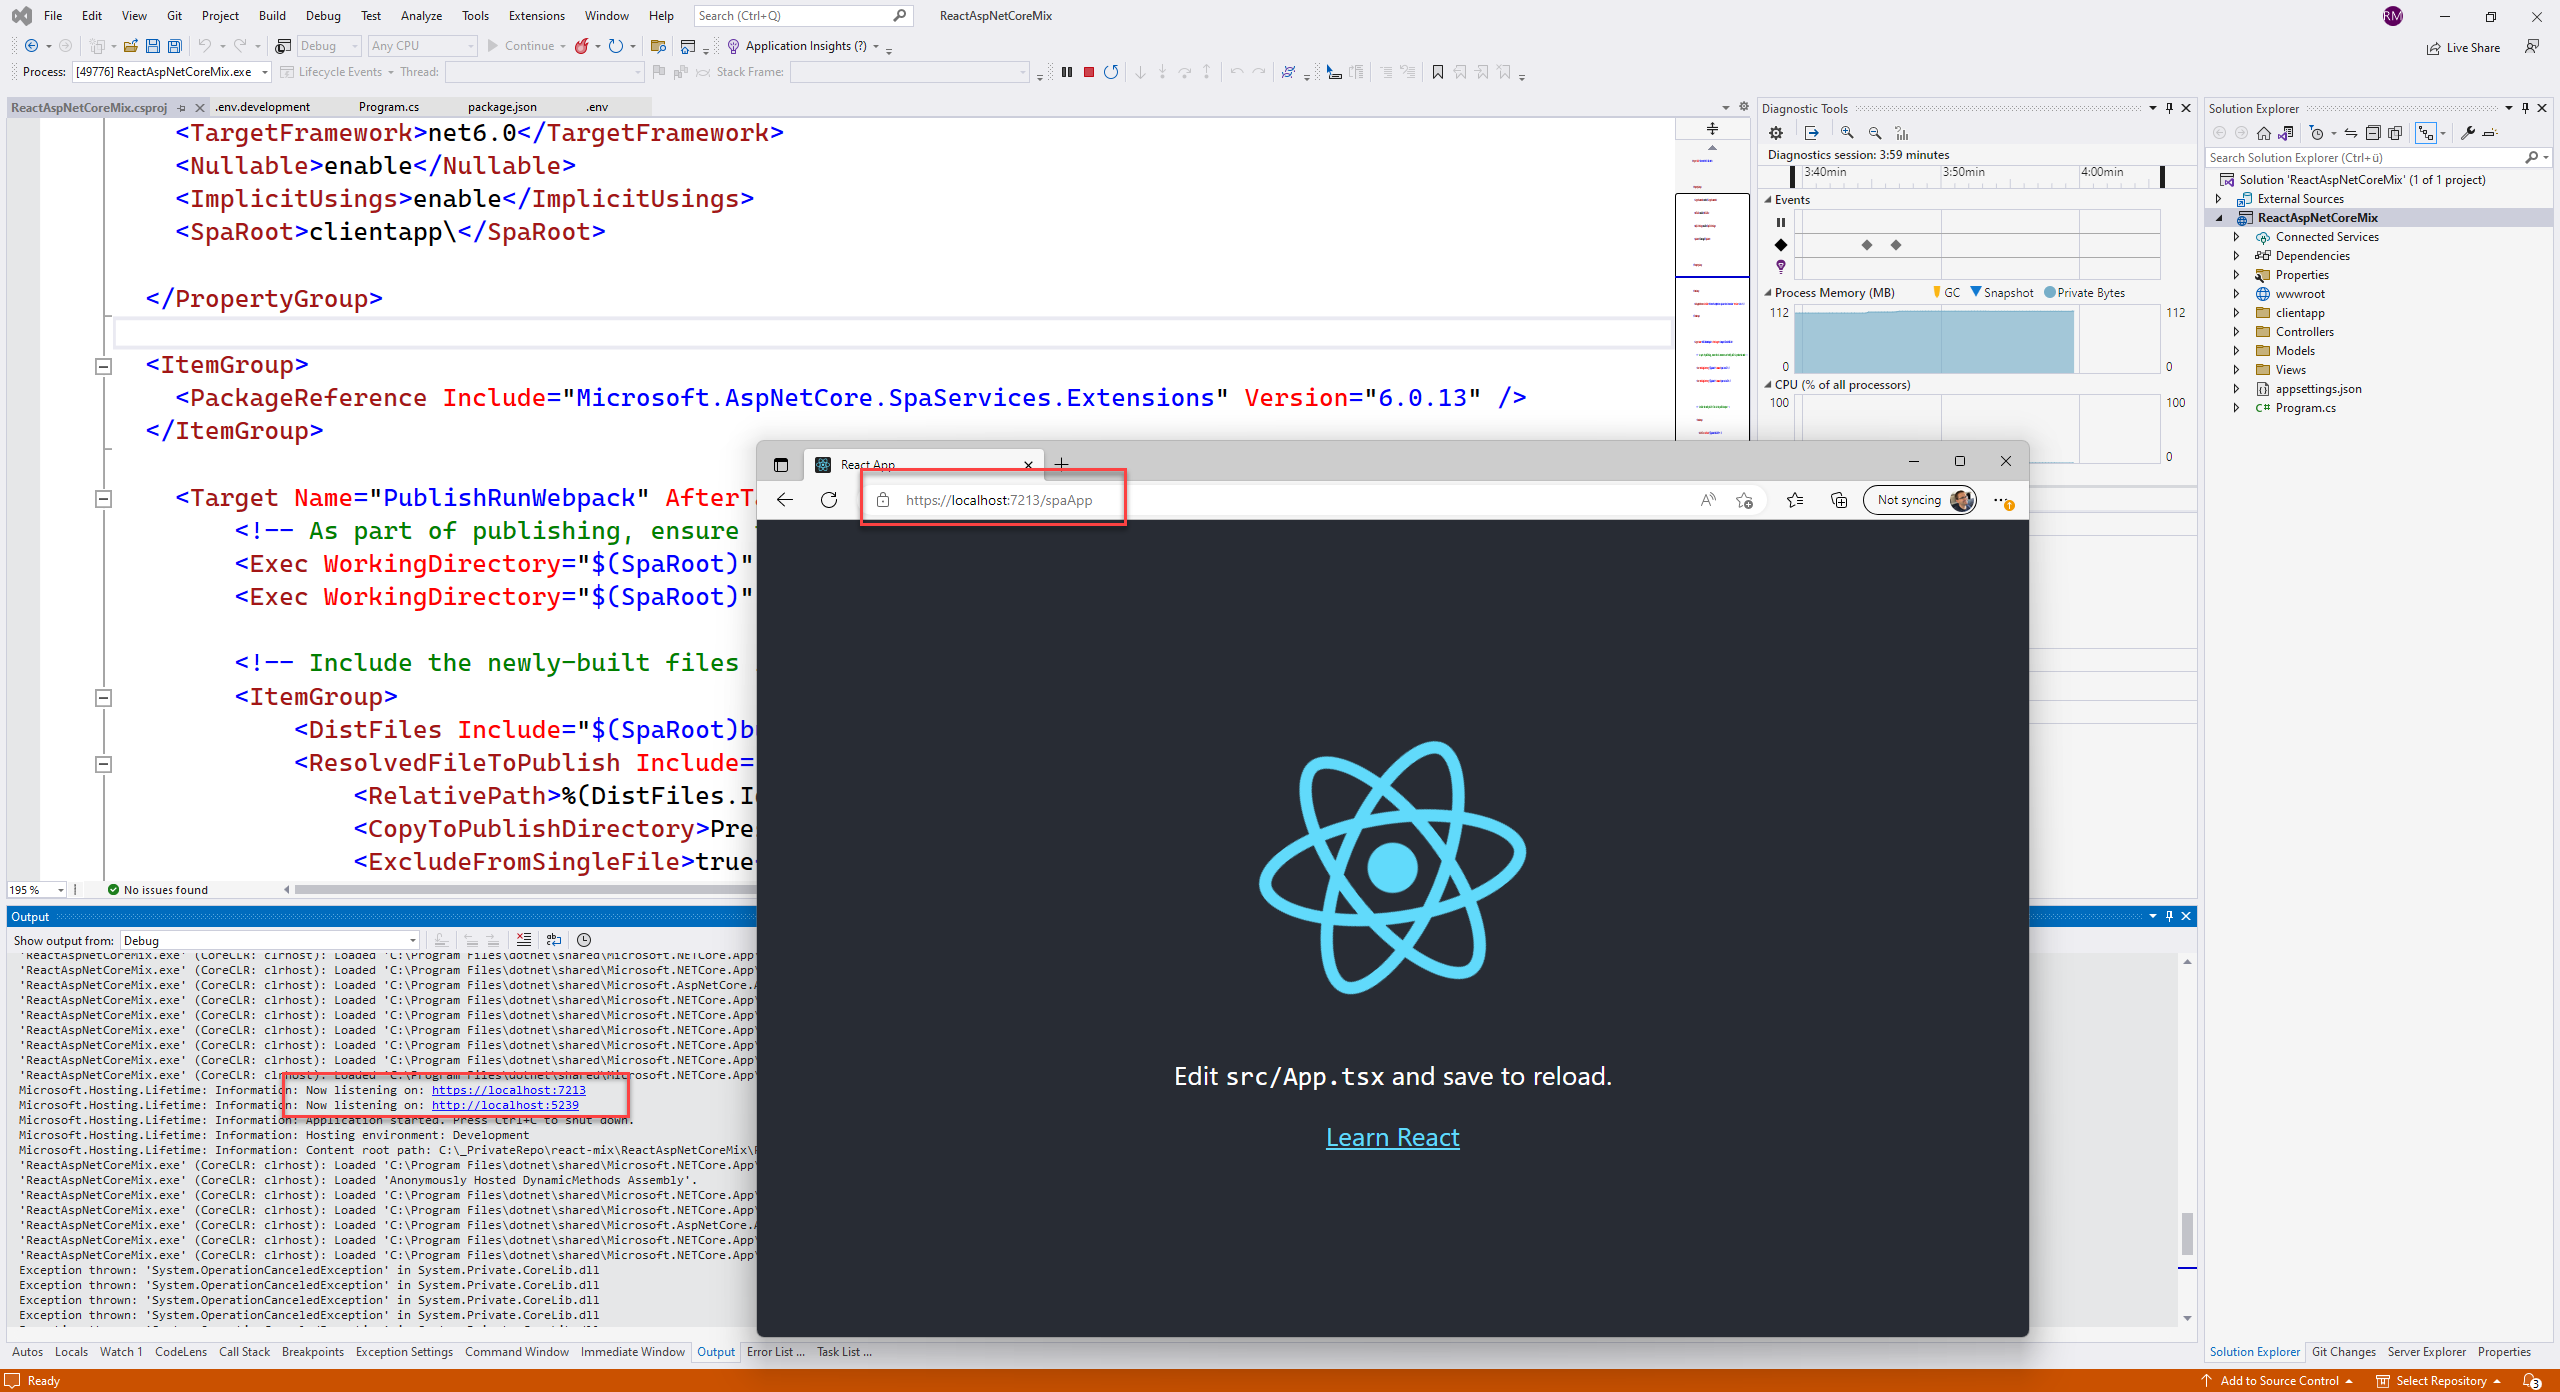 File Edit View Git Project Build Debug Test Analyze Tools Extensions Window Help Search (Ctrl+Q) ReactAspNetCoreMix RM
Debug Any CPU Continue Application Insights (?) Live Share
Process: [49776] ReactAspNetCoreMix.exe Lifecycle Events Thread: Stack Frame:
ReactAspNetCoreMix.csproj .env.development Program.cs package.json .env
<TargetFramework>net6.0</TargetFramework>
<Nullable>enable</Nullable>
<ImplicitUsings>enable</ImplicitUsings>
<SpaRoot>clientapp\</SpaRoot>
</PropertyGroup>
<ItemGroup>
<PackageReference Include="Microsoft.AspNetCore.SpaServices.Extensions" Version="6.0.13" />
</ItemGroup>
<Target Name="PublishRunWebpack" AfterTa
<!-- As part of publishing, ensure
<Exec WorkingDirectory="$(SpaRoot)"
<Exec WorkingDirectory="$(SpaRoot)"
<!-- Include the newly-built files
<ItemGroup>
<DistFiles Include="$(SpaRoot)bu
<ResolvedFileToPublish Include=
<RelativePath>%(DistFiles.Id
<CopyToPublishDirectory>Pre
<ExcludeFromSingleFile>true<
195 % No issues found
Diagnostic Tools
Diagnostics session: 3:59 minutes
3:40min 3:50min 4:00min
Events
Process Memory (MB) GC Snapshot Private Bytes
112 112
0 0
CPU (% of all processors)
100 100
0
Solution Explorer
Search Solution Explorer (Ctrl+ü)
Solution 'ReactAspNetCoreMix' (1 of 1 project)
External Sources
ReactAspNetCoreMix
Connected Services
Dependencies
Properties
wwwroot
clientapp
Controllers
Models
Views
appsettings.json
C# Program.cs
React App
https://localhost:7213/spaApp Not syncing
Edit src/App.tsx and save to reload.
Learn React
Output
Show output from: Debug
'ReactAspNetCoreMix.exe' (CoreCLR: clrhost): Loaded 'C:\Program Files\dotnet\shared\Microsoft.NETCore.App\
'ReactAspNetCoreMix.exe' (CoreCLR: clrhost): Loaded 'C:\Program Files\dotnet\shared\Microsoft.NETCore.App\
'ReactAspNetCoreMix.exe' (CoreCLR: clrhost): Loaded 'C:\Program Files\dotnet\shared\Microsoft.AspNetCore.A
'ReactAspNetCoreMix.exe' (CoreCLR: clrhost): Loaded 'C:\Program Files\dotnet\shared\Microsoft.NETCore.App\
'ReactAspNetCoreMix.exe' (CoreCLR: clrhost): Loaded 'C:\Program Files\dotnet\shared\Microsoft.NETCore.App\
'ReactAspNetCoreMix.exe' (CoreCLR: clrhost): Loaded 'C:\Program Files\dotnet\shared\Microsoft.NETCore.App\
'ReactAspNetCoreMix.exe' (CoreCLR: clrhost): Loaded 'C:\Program Files\dotnet\shared\Microsoft.NETCore.App\
'ReactAspNetCoreMix.exe' (CoreCLR: clrhost): Loaded 'C:\Program Files\dotnet\shared\Microsoft.NETCore.App\
'ReactAspNetCoreMix.exe' (CoreCLR: clrhost): Loaded 'C:\Program Files\dotnet\shared\Microsoft.NETCore.App\
Microsoft.Hosting.Lifetime: Information: Now listening on: https://localhost:7213
Microsoft.Hosting.Lifetime: Information: Now listening on: http://localhost:5239
Microsoft.Hosting.Lifetime: Information: Application started. Press Ctrl+C to shut down.
Microsoft.Hosting.Lifetime: Information: Hosting environment: Development
Microsoft.Hosting.Lifetime: Information: Content root path: C:\_PrivateRepo\react-mix\ReactAspNetCoreMix\
'ReactAspNetCoreMix.exe' (CoreCLR: clrhost): Loaded 'C:\Program Files\dotnet\shared\Microsoft.NETCore.App\
'ReactAspNetCoreMix.exe' (CoreCLR: clrhost): Loaded 'Anonymously Hosted DynamicMethods Assembly'.
'ReactAspNetCoreMix.exe' (CoreCLR: clrhost): Loaded 'C:\Program Files\dotnet\shared\Microsoft.NETCore.App\
'ReactAspNetCoreMix.exe' (CoreCLR: clrhost): Loaded 'C:\Program Files\dotnet\shared\Microsoft.NETCore.App\
'ReactAspNetCoreMix.exe' (CoreCLR: clrhost): Loaded 'C:\Program Files\dotnet\shared\Microsoft.AspNetCore.A
'ReactAspNetCoreMix.exe' (CoreCLR: clrhost): Loaded 'C:\Program Files\dotnet\shared\Microsoft.NETCore.App\
'ReactAspNetCoreMix.exe' (CoreCLR: clrhost): Loaded 'C:\Program Files\dotnet\shared\Microsoft.NETCore.App\
Exception thrown: 'System.OperationCanceledException' in System.Private.CoreLib.dll
Exception thrown: 'System.OperationCanceledException' in System.Private.CoreLib.dll
Exception thrown: 'System.OperationCanceledException' in System.Private.CoreLib.dll
Exception thrown: 'System.OperationCanceledException' in System.Private.CoreLib.dll
Autos Locals Watch 1 CodeLens Call Stack Breakpoints Exception Settings Command Window Immediate Window Output Error List ... Task List ...
Solution Explorer Git Changes Server Explorer Properties
Ready Add to Source Control Select Repository 3